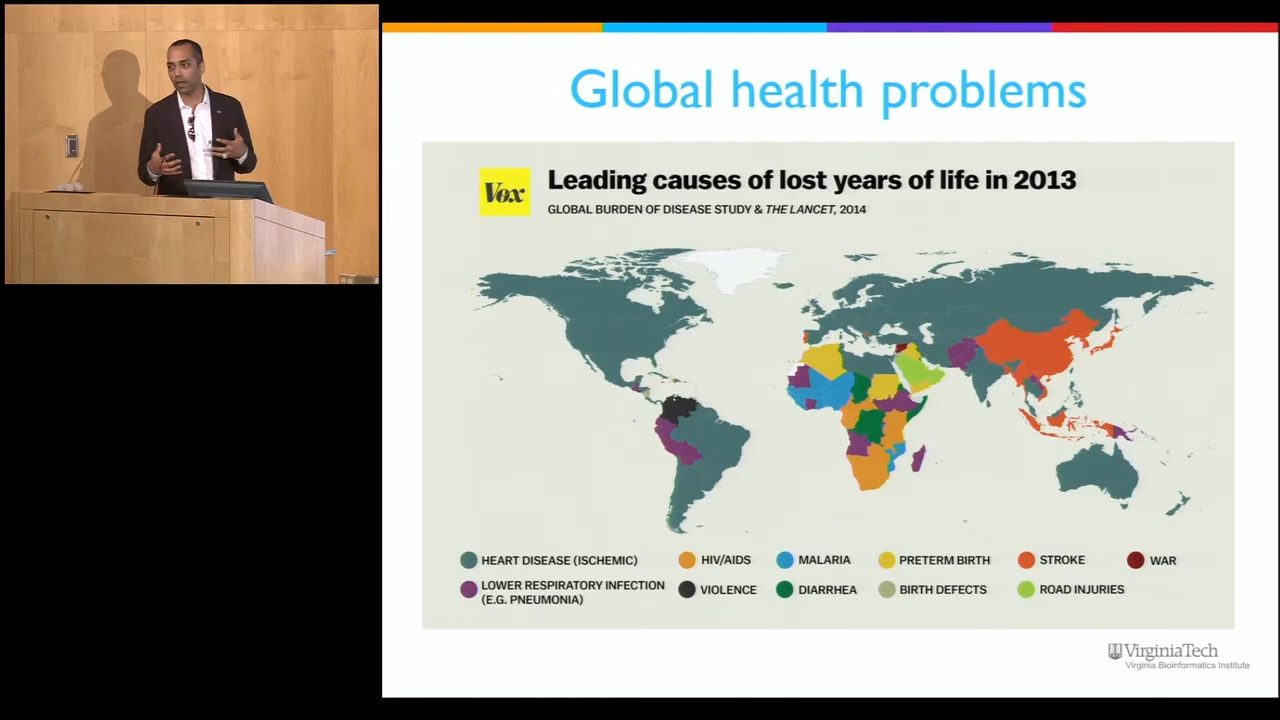 Global health problems
Vox
Leading causes of lost years of life in 2013
GLOBAL BURDEN OF DISEASE STUDY & THE LANCET, 2014
HEART DISEASE (ISCHEMIC)
HIV/AIDS
MALARIA
PRETERM BIRTH
STROKE
WAR
LOWER RESPIRATORY INFECTION
(E.G. PNEUMONIA)
VIOLENCE
DIARRHEA
BIRTH DEFECTS
ROAD INJURIES
VirginiaTech
Virginia Bioinformatics Institute